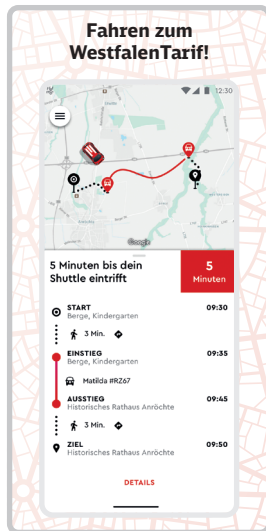 Fahren zum
WestfalenTarif!
12:30
Google
5 Minuten bis dein
Shuttle eintrifft
5
Minuten
START
09:30
Berge, Kindergarten
3 Min.
EINSTIEG
09:35
Berge, Kindergarten
Matilda #RZ67
AUSSTIEG
09:45
Historisches Rathaus Anröchte
3 Min.
ZIEL
09:50
Historisches Rathaus Anröchte
DETAILS